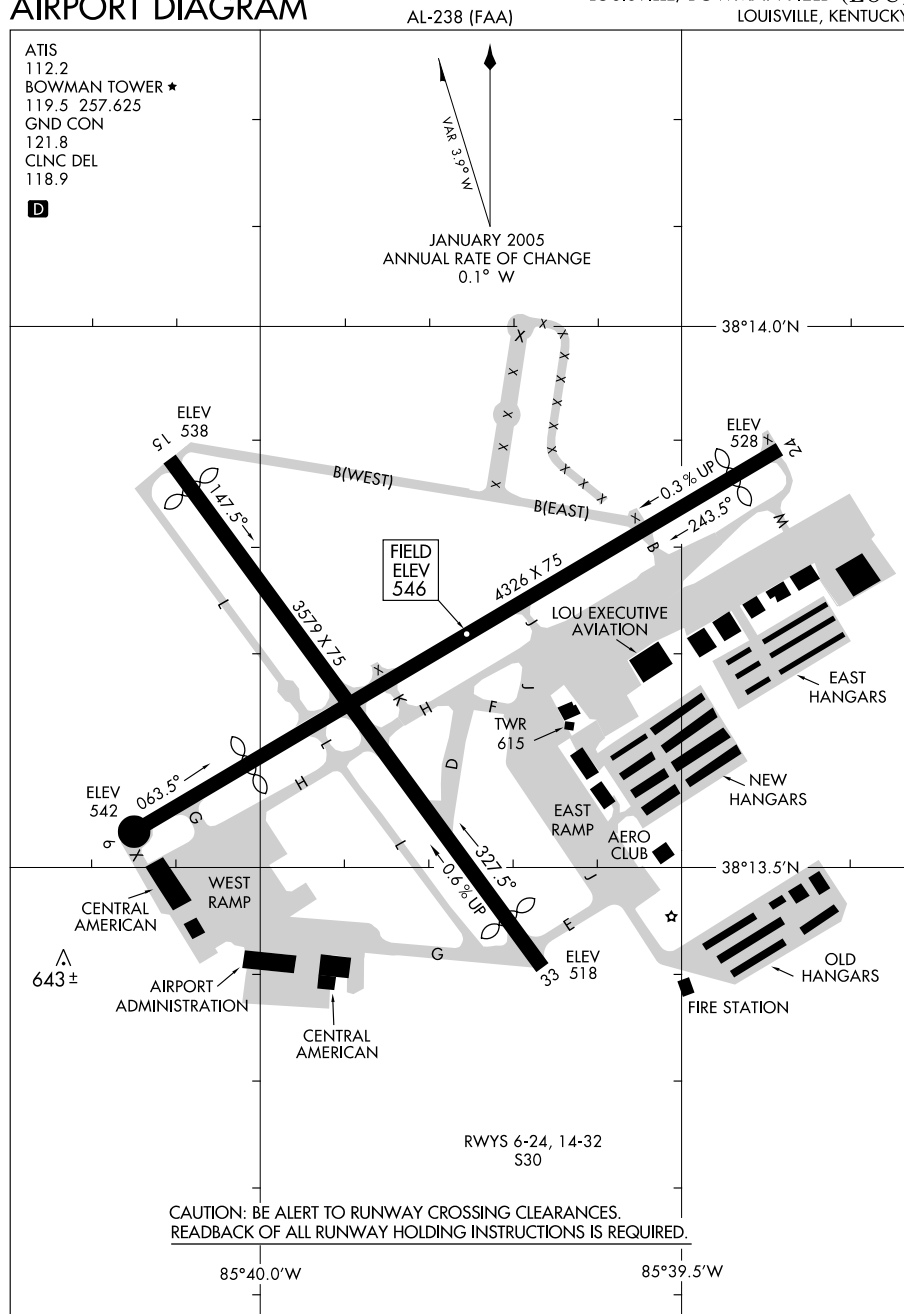 AIRPORT DIAGRAM
AL-238 (FAA)
LOUISVILLE, KENTUCKY
ATIS
112.2
BOWMAN TOWER ★
119.5 257.625
GND CON
121.8
CLNC DEL
118.9
D
VAR 3.9° W
JANUARY 2005
ANNUAL RATE OF CHANGE
0.1° W
38°14.0'N
ELEV
538
15
147.5°
B(WEST)
B(EAST)
ELEV
528
24
0.3% UP
243.5°
B
M
FIELD
ELEV
546
4326 X 75
3579 X 75
L
J
LOU EXECUTIVE
AVIATION
EAST
HANGARS
K
H
F
J
TWR
615
L
H
D
NEW
HANGARS
ELEV
542
063.5°
6
G
X
EAST
RAMP
AERO
CLUB
38°13.5'N
WEST
RAMP
CENTRAL
AMERICAN
L
327.5°
0.6% UP
J
E
G
33
ELEV
518
OLD
HANGARS
643 ±
AIRPORT
ADMINISTRATION
FIRE STATION
CENTRAL
AMERICAN
RWYS 6-24, 14-32
S30
CAUTION: BE ALERT TO RUNWAY CROSSING CLEARANCES.
READBACK OF ALL RUNWAY HOLDING INSTRUCTIONS IS REQUIRED.
85°40.0'W
85°39.5'W